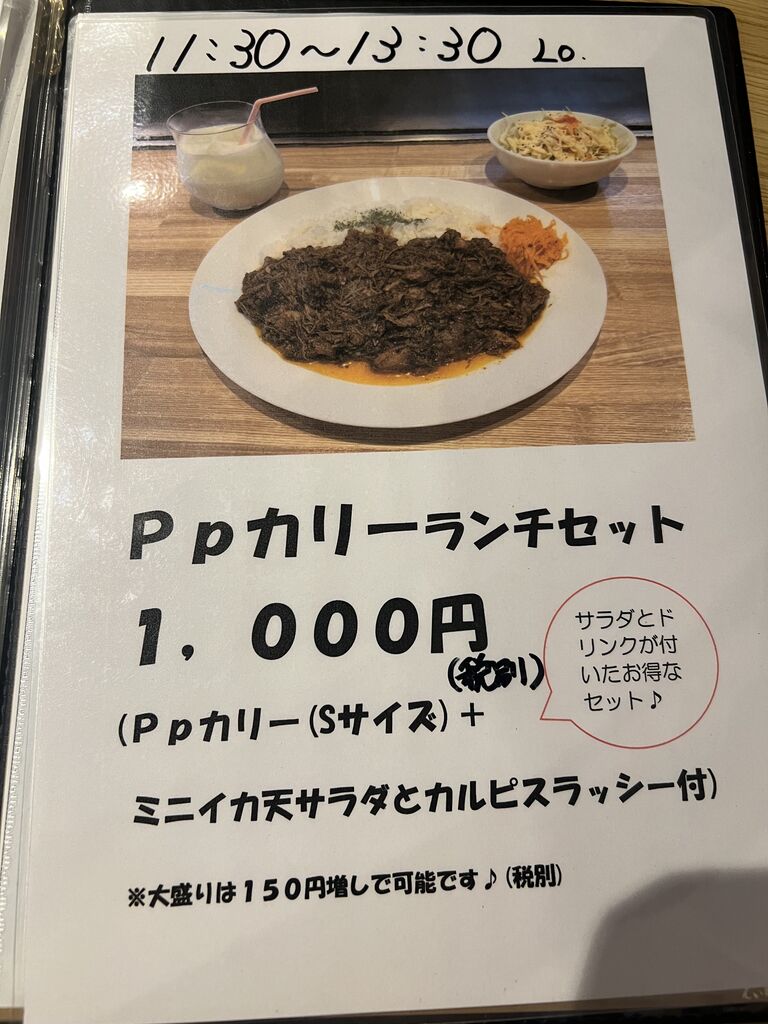 11:30〜13:30 Lo.
Ppカリーランチセット
1,000円
(税別)
サラダとド
リンクが付
いたお得な
セット♪
(Ppカリー(Sサイズ)+
ミニイカ天サラダとカルピスラッシー付)
※大盛りは150円増しで可能です♪(税別)